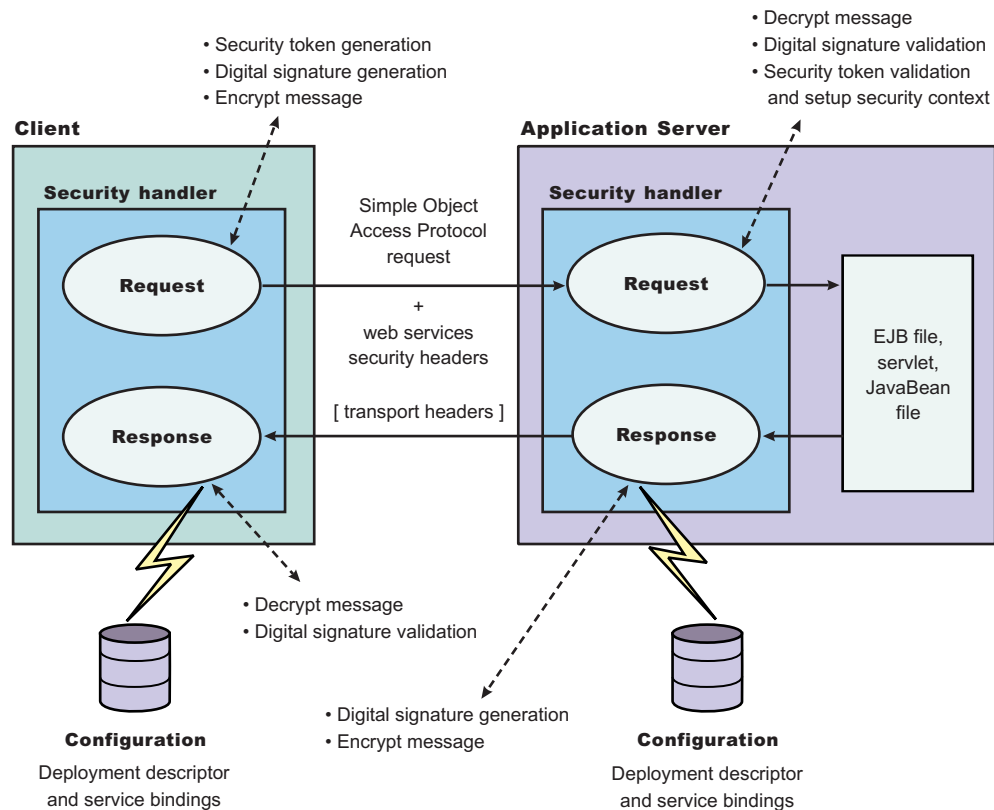 • Security token generation
• Digital signature generation
• Encrypt message
• Decrypt message
• Digital signature validation
• Security token validation
and setup security context
Client
Application Server
Security handler
Security handler
Simple Object
Access Protocol
request
Request
Request
+
web services
security headers
EJB file,
servlet,
JavaBean
file
[ transport headers ]
Response
Response
• Decrypt message
• Digital signature validation
• Digital signature generation
• Encrypt message
Configuration
Deployment descriptor
and service bindings
Configuration
Deployment descriptor
and service bindings